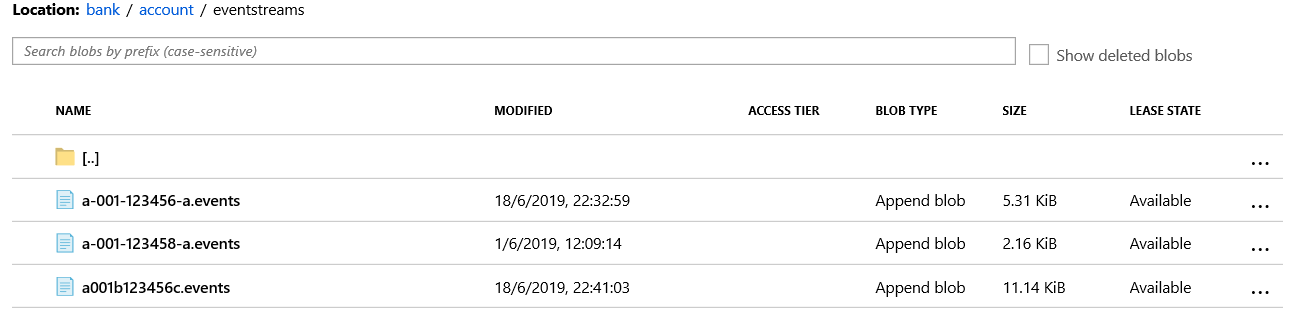 Location: bank / account / eventstreams
Search blobs by prefix (case-sensitive)
Show deleted blobs
NAME MODIFIED ACCESS TIER BLOB TYPE SIZE LEASE STATE
[..] ...
a-001-123456-a.events 18/6/2019, 22:32:59 Append blob 5.31 KiB Available ...
a-001-123458-a.events 1/6/2019, 12:09:14 Append blob 2.16 KiB Available ...
a001b123456c.events 18/6/2019, 22:41:03 Append blob 11.14 KiB Available ...